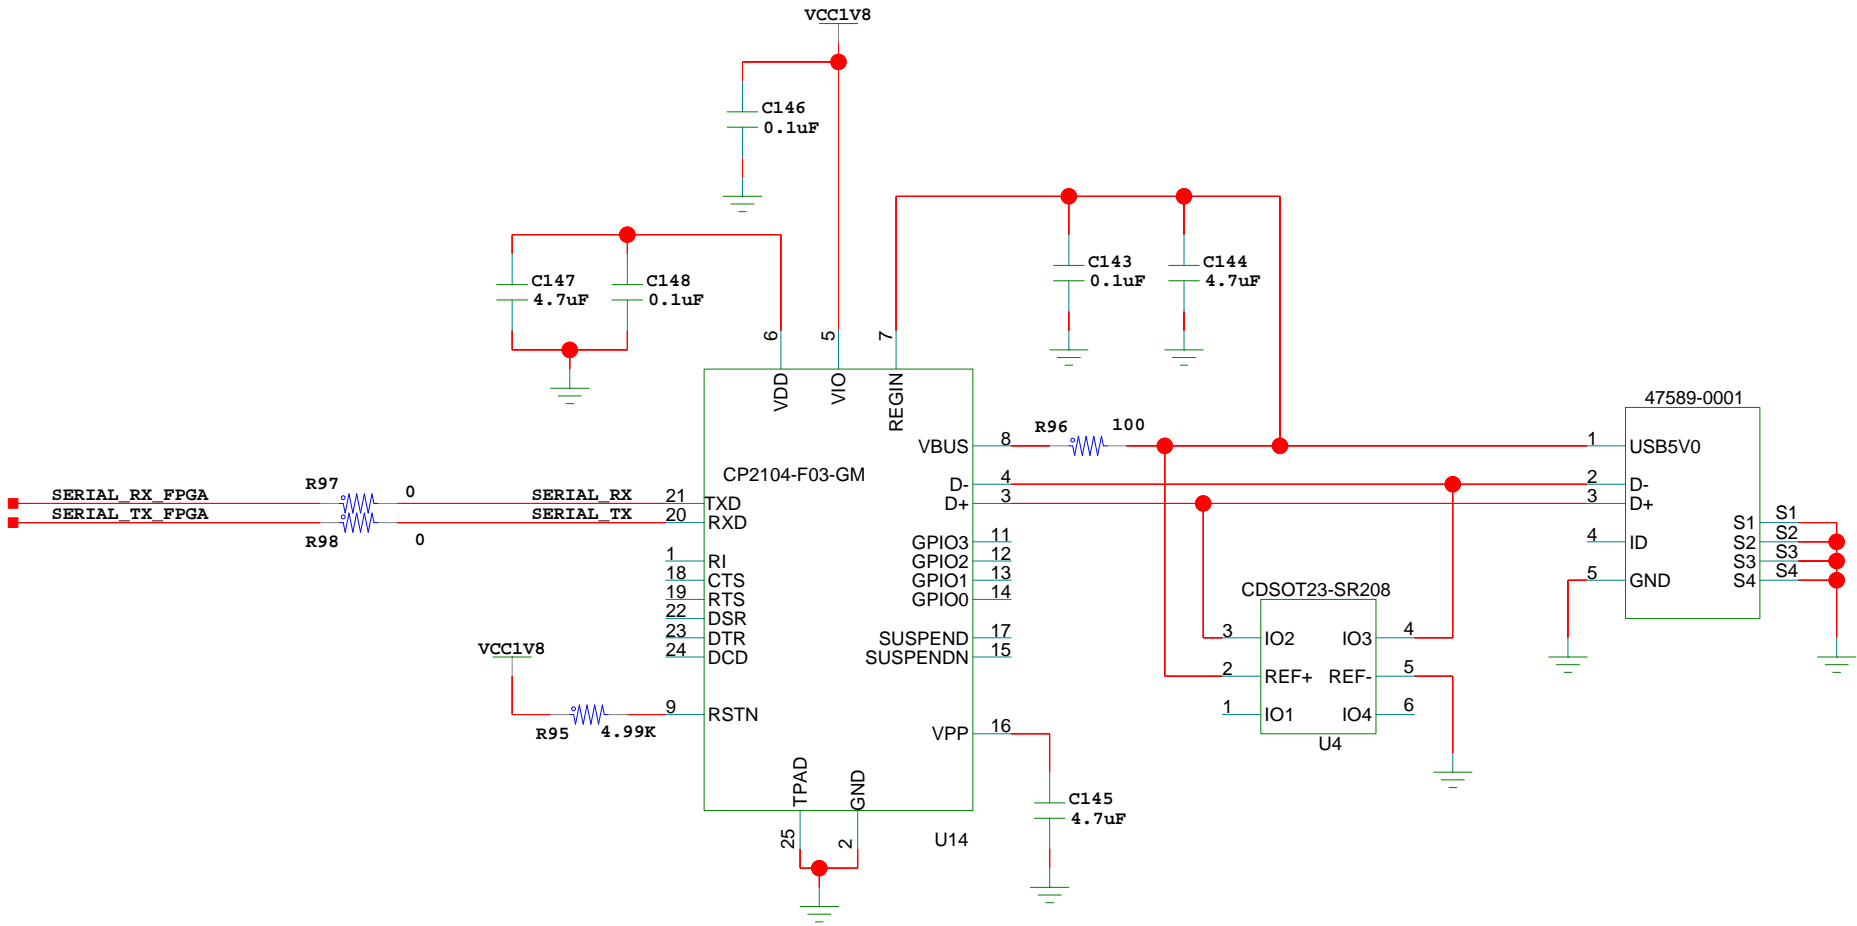 VCC1V8
C146
0.1uF
C147
4.7uF
C148
0.1uF
C143
0.1uF
C144
4.7uF
6
5
7
VDD
VIO
REGIN
47589-0001
R96
100
VBUS
8
1
USB5V0
CP2104-F03-GM
D-
4
2
D-
SERIAL_RX_FPGA
R97
0
SERIAL_RX
21
TXD
D+
3
3
D+
SERIAL_TX_FPGA
R98
0
SERIAL_TX
20
RXD
S1
S1
GPIO3
11
4
ID
S2
S2
1
RI
GPIO2
12
S3
S3
18
CTS
GPIO1
13
5
GND
S4
S4
19
RTS
GPIO0
14
CDSOT23-SR208
22
DSR
23
DTR
SUSPEND
17
3
IO2
IO3
4
VCC1V8
24
DCD
SUSPENDN
15
2
REF+
REF-
5
R95
4.99K
9
RSTN
1
IO1
IO4
6
VPP
16
U4
TPAD
GND
C145
4.7uF
25
2
U14